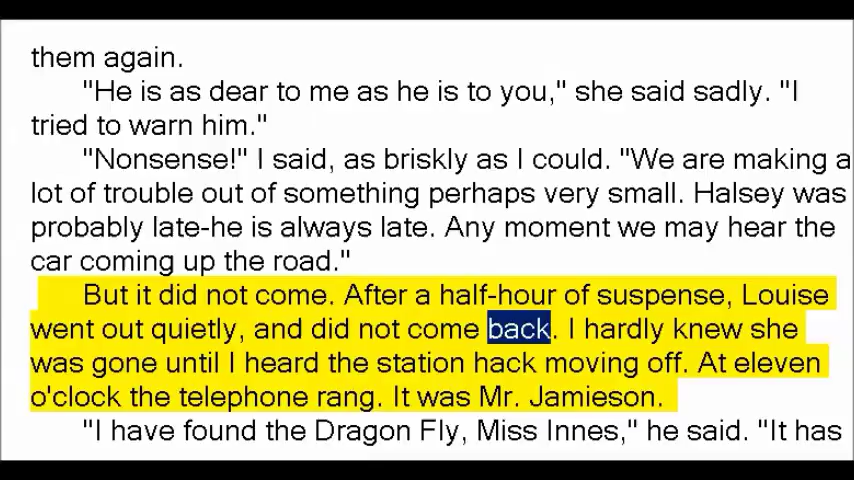 them again.
"He is as dear to me as he is to you," she said sadly. "I
tried to warn him."
"Nonsense!" I said, as briskly as I could. "We are making a
lot of trouble out of something perhaps very small. Halsey was
probably late-he is always late. Any moment we may hear the
car coming up the road."
But it did not come. After a half-hour of suspense, Louise
went out quietly, and did not come back. I hardly knew she
was gone until I heard the station hack moving off. At eleven
o'clock the telephone rang. It was Mr. Jamieson.
"I have found the Dragon Fly, Miss Innes," he said. "It has